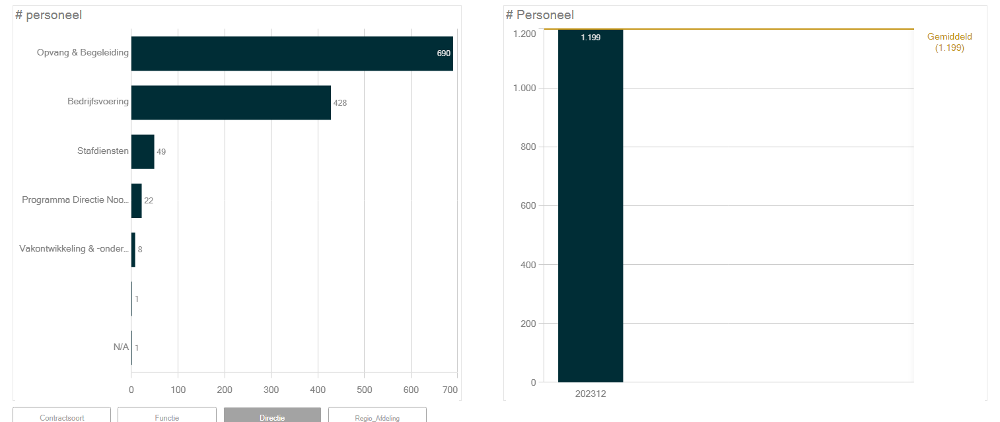 # personeel
Opvang & Begeleiding
690
Bedrijfsvoering
428
Stafdiensten
49
Programma Directie Noo...
22
Vakontwikkeling & -onder...
8
1
N/A
1
0 100 200 300 400 500 600 700
Contractsoort Functie Directie Regio_Afdeling
# Personeel
1.200
1.000
800
600
400
200
0
1.199
Gemiddeld
(1.199)
202312